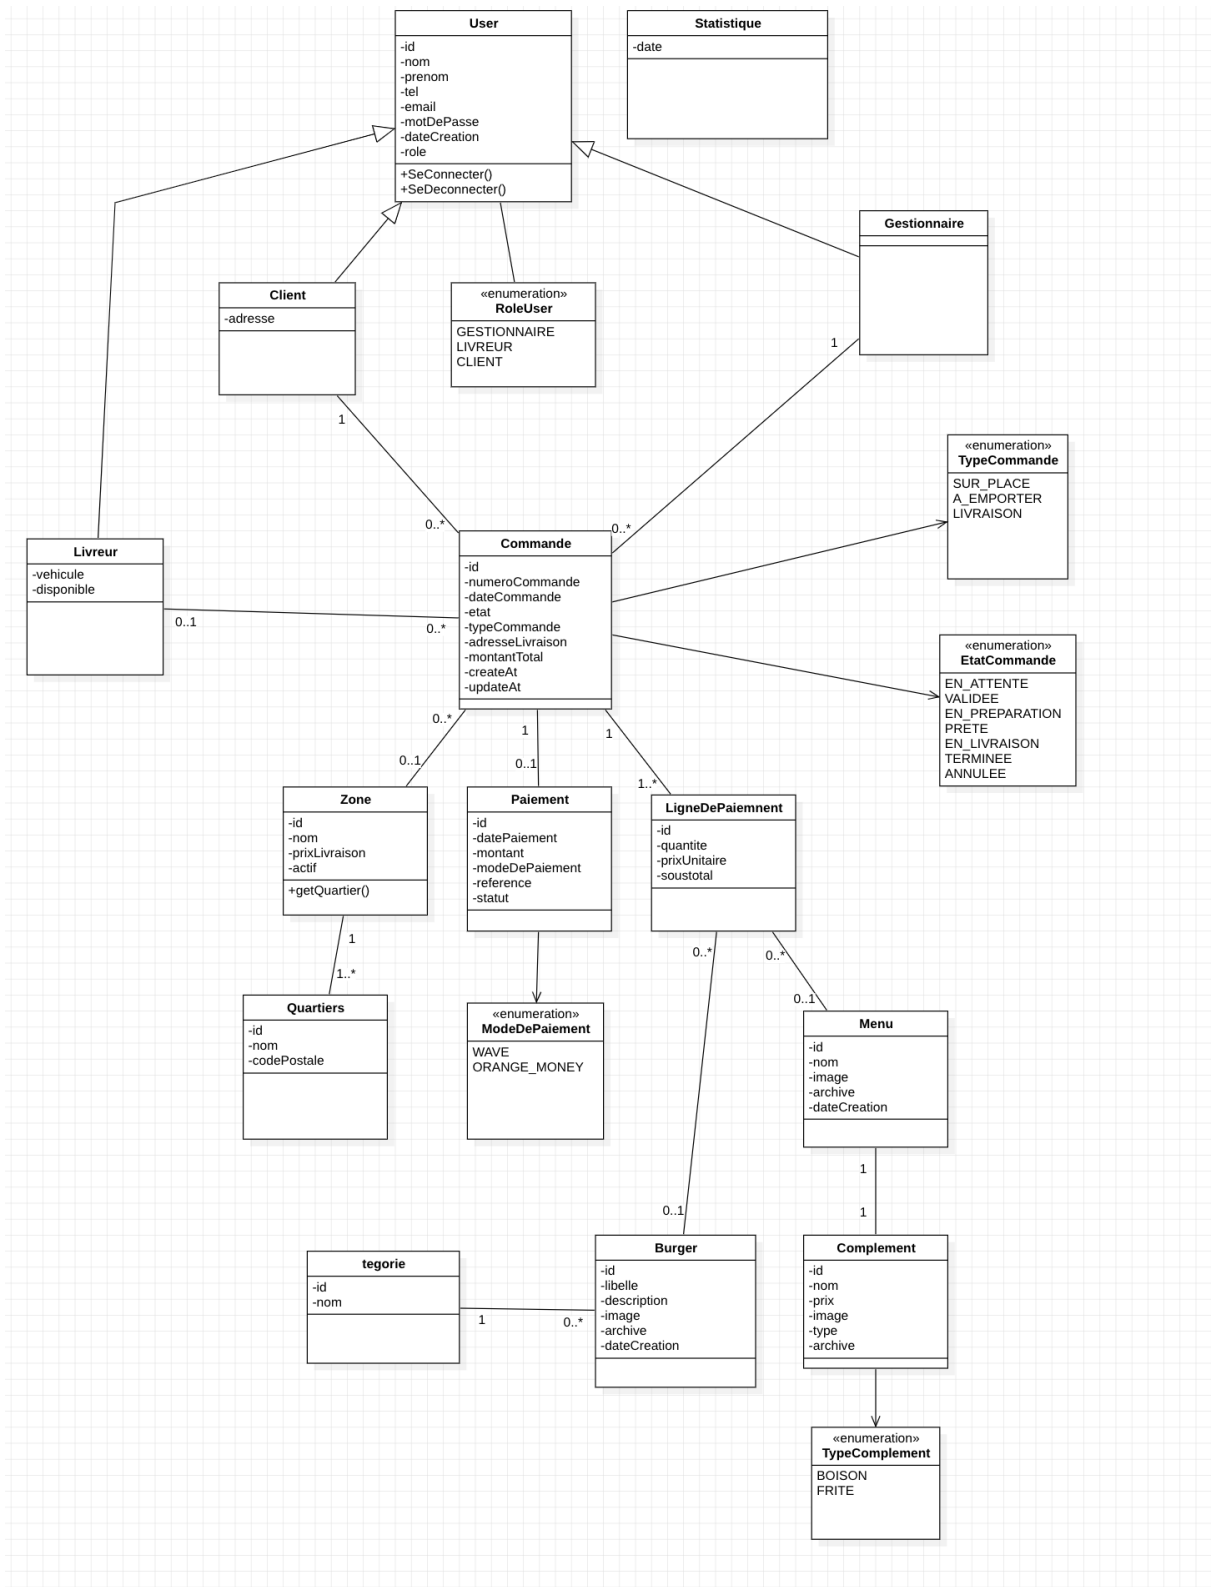 User
-id
-nom
-prenom
-tel
-email
-motDePasse
-dateCreation
-role
+SeConnecter()
+SeDeconnecter()
Statistique
-date
Gestionnaire
1
0..*
Client
-adresse
1
0..*
«enumeration»
RoleUser
GESTIONNAIRE
LIVREUR
CLIENT
«enumeration»
TypeCommande
SUR_PLACE
A_EMPORTER
LIVRAISON
Livreur
-vehicule
-disponible
0..1
0..*
Commande
-id
-numeroCommande
-dateCommande
-etat
-typeCommande
-adresseLivraison
-montantTotal
-createAt
-updateAt
«enumeration»
EtatCommande
EN_ATTENTE
VALIDEE
EN_PREPARATION
PRETE
EN_LIVRAISON
TERMINEE
ANNULEE
0..*
0..1
1
0..1
1
1..*
Zone
-id
-nom
-prixLivraison
-actif
+getQuartier()
Paiement
-id
-datePaiement
-montant
-modeDePaiement
-reference
-statut
LigneDePaiemnent
-id
-quantite
-prixUnitaire
-soustotal
1
1..*
0..*
0..*
0..1
Quartiers
-id
-nom
-codePostale
«enumeration»
ModeDePaiement
WAVE
ORANGE_MONEY
Menu
-id
-nom
-image
-archive
-dateCreation
1
1
0..1
tegorie
-id
-nom
1
0..*
Burger
-id
-libelle
-description
-image
-archive
-dateCreation
Complement
-id
-nom
-prix
-image
-type
-archive
«enumeration»
TypeComplement
BOISON
FRITE